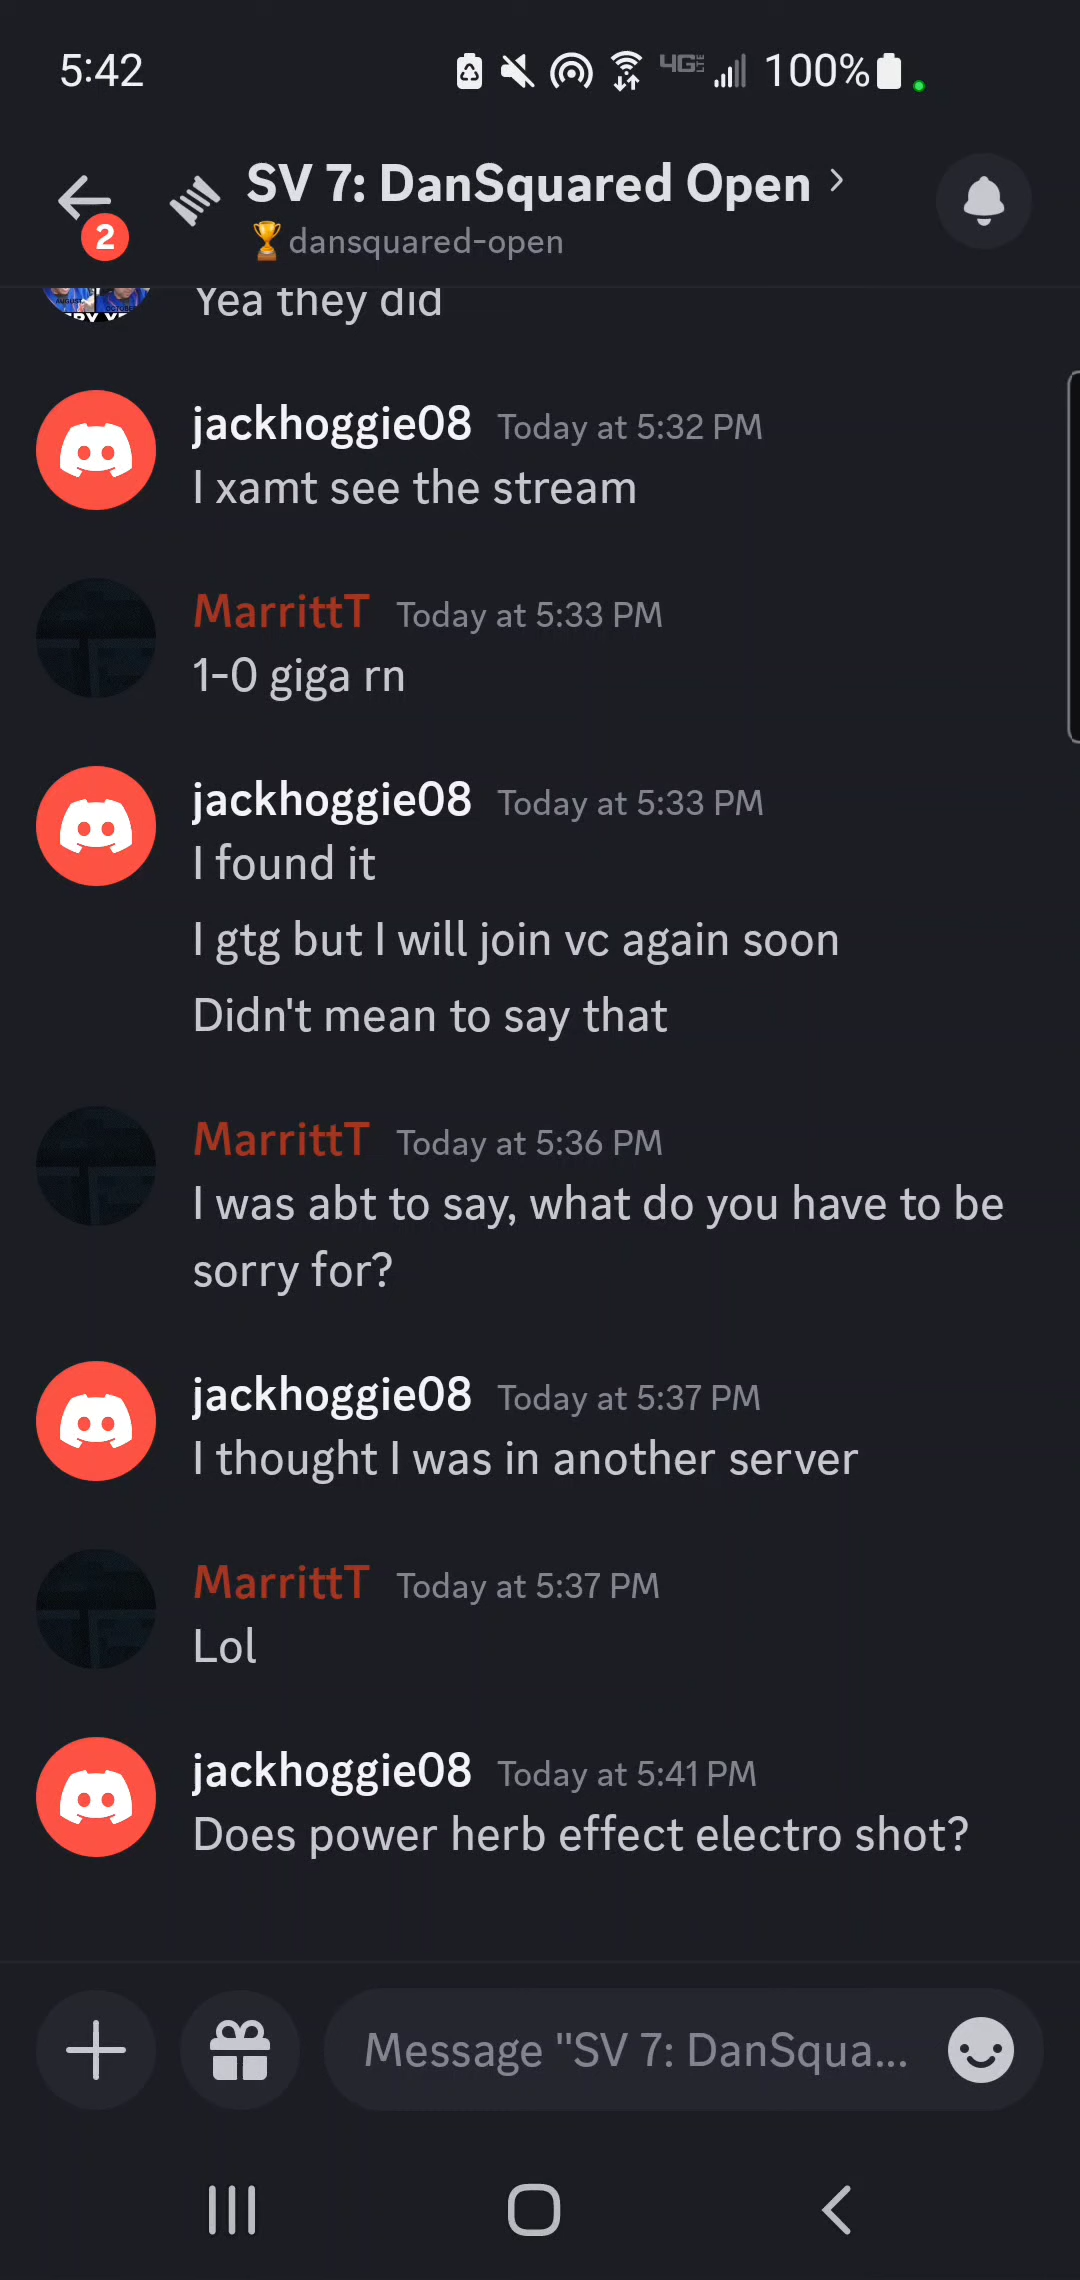 5:42
4G LTE 100%
SV 7: DanSquared Open
2
dansquared-open
Yea they did
jackhoggie08 Today at 5:32 PM
I xamt see the stream
MarrittT Today at 5:33 PM
1-0 giga rn
jackhoggie08 Today at 5:33 PM
I found it
I gtg but I will join vc again soon
Didn't mean to say that
MarrittT Today at 5:36 PM
I was abt to say, what do you have to be
sorry for?
jackhoggie08 Today at 5:37 PM
I thought I was in another server
MarrittT Today at 5:37 PM
Lol
jackhoggie08 Today at 5:41 PM
Does power herb effect electro shot?
Message "SV 7: DanSqua...